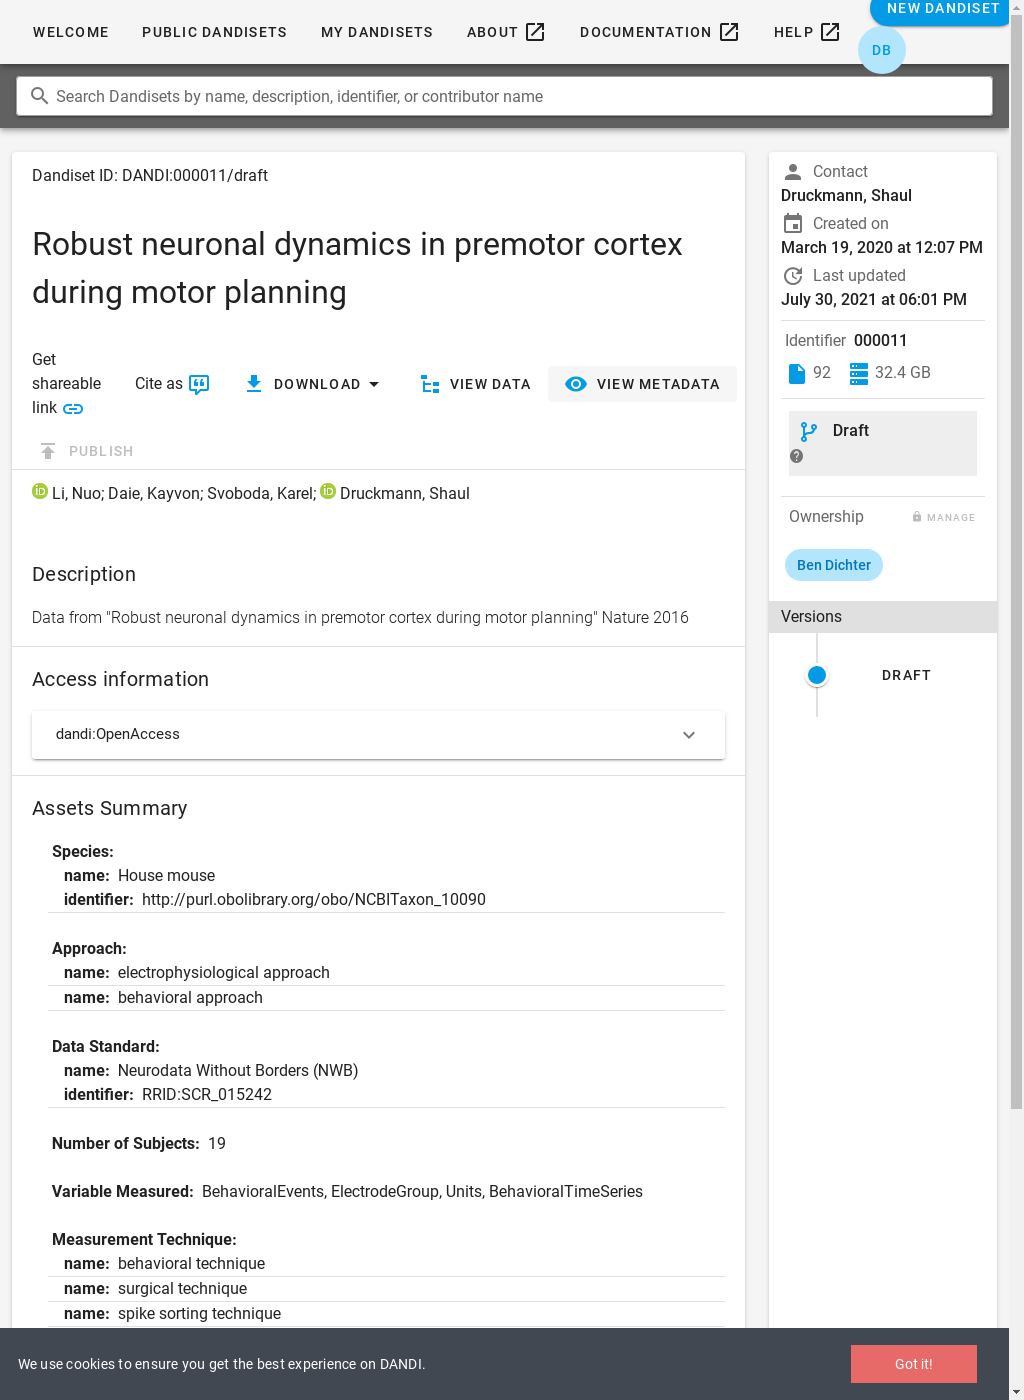 WELCOME
PUBLIC DANDISETS
MY DANDISETS
ABOUT
DOCUMENTATION
HELP
NEW DANDISET
DB
Search Dandisets by name, description, identifier, or contributor name
Dandiset ID: DANDI:000011/draft
Robust neuronal dynamics in premotor cortex
during motor planning
Get
shareable
link
Cite as
DOWNLOAD
VIEW DATA
VIEW METADATA
PUBLISH
iD Li, Nuo; Daie, Kayvon; Svoboda, Karel; iD Druckmann, Shaul
Description
Data from "Robust neuronal dynamics in premotor cortex during motor planning" Nature 2016
Access information
dandi:OpenAccess
Assets Summary
Species:
name: House mouse
identifier: http://purl.obolibrary.org/obo/NCBITaxon_10090
Approach:
name: electrophysiological approach
name: behavioral approach
Data Standard:
name: Neurodata Without Borders (NWB)
identifier: RRID:SCR_015242
Number of Subjects: 19
Variable Measured: BehavioralEvents, ElectrodeGroup, Units, BehavioralTimeSeries
Measurement Technique:
name: behavioral technique
name: surgical technique
name: spike sorting technique
Contact
Druckmann, Shaul
Created on
March 19, 2020 at 12:07 PM
Last updated
July 30, 2021 at 06:01 PM
Identifier 000011
92
32.4 GB
Draft
Ownership
MANAGE
Ben Dichter
Versions
DRAFT
We use cookies to ensure you get the best experience on DANDI.
Got it!